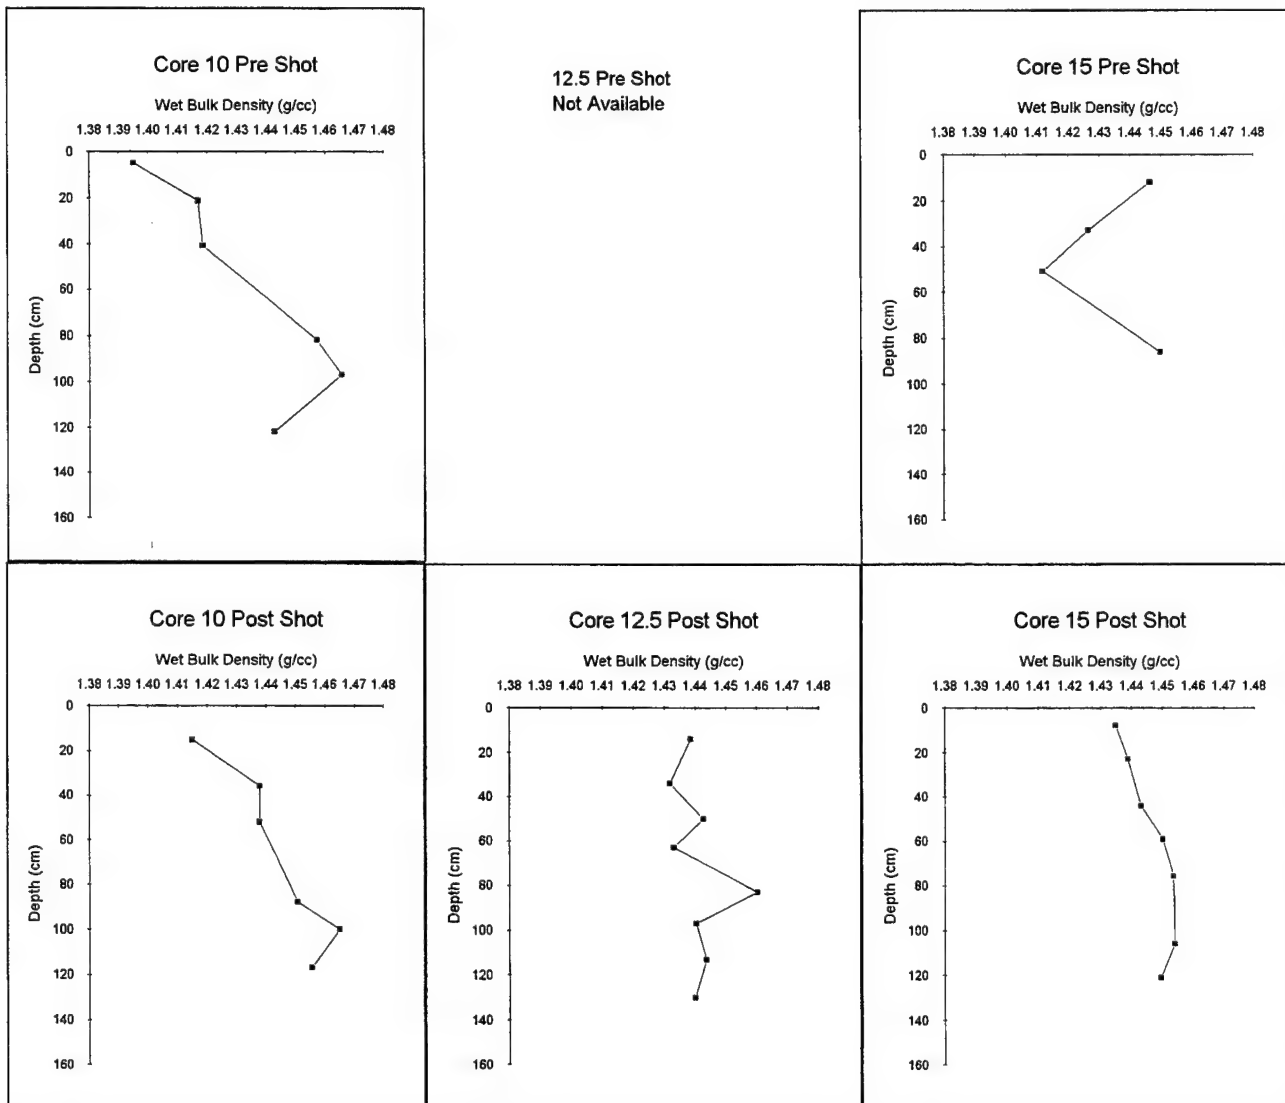 Core 10 Pre Shot
Wet Bulk Density (g/cc)
1.38 1.39 1.40 1.41 1.42 1.43 1.44 1.45 1.46 1.47 1.48
0
20
40
60
80
100
120
140
160
Depth (cm)
12.5 Pre Shot
Not Available
Core 15 Pre Shot
Wet Bulk Density (g/cc)
1.38 1.39 1.40 1.41 1.42 1.43 1.44 1.45 1.46 1.47 1.48
0
20
40
60
80
100
120
140
160
Depth (cm)
Core 10 Post Shot
Wet Bulk Density (g/cc)
1.38 1.39 1.40 1.41 1.42 1.43 1.44 1.45 1.46 1.47 1.48
0
20
40
60
80
100
120
140
160
Depth (cm)
Core 12.5 Post Shot
Wet Bulk Density (g/cc)
1.38 1.39 1.40 1.41 1.42 1.43 1.44 1.45 1.46 1.47 1.48
0
20
40
60
80
100
120
140
160
Depth (cm)
Core 15 Post Shot
Wet Bulk Density (g/cc)
1.38 1.39 1.40 1.41 1.42 1.43 1.44 1.45 1.46 1.47 1.48
0
20
40
60
80
100
120
140
160
Depth (cm)